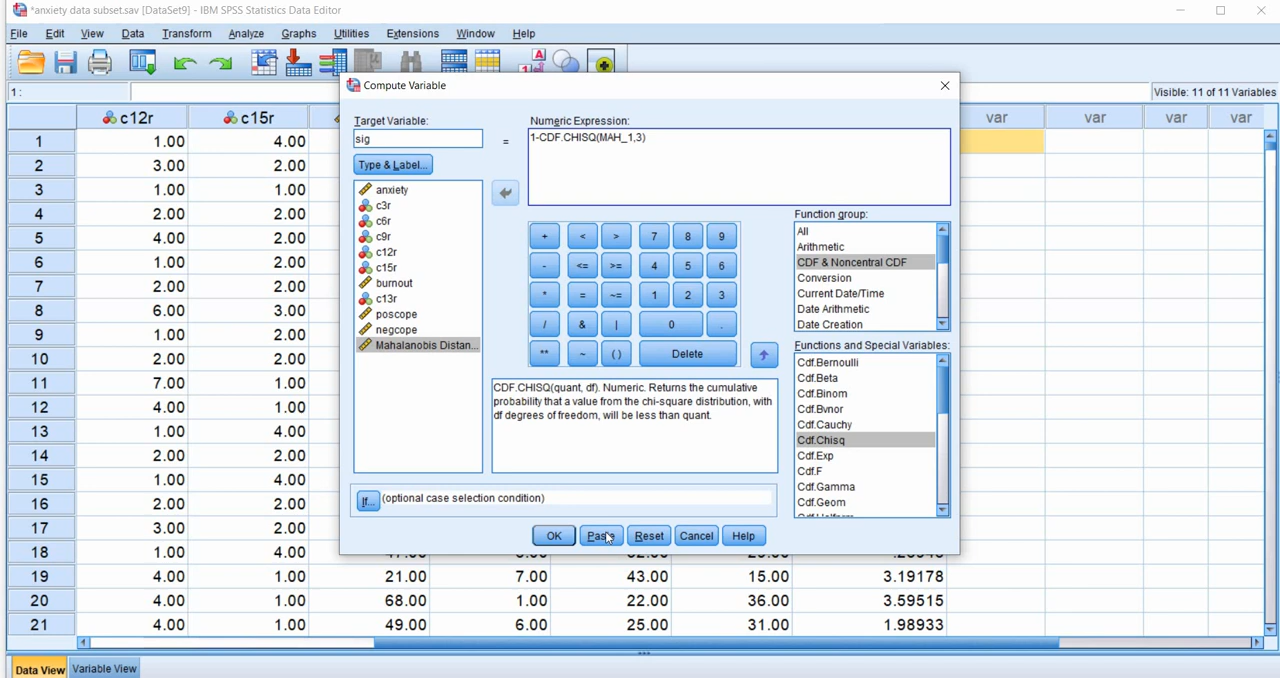 *anxiety data subset.sav [DataSet9] - IBM SPSS Statistics Data Editor
File Edit View Data Transform Analyze Graphs Utilities Extensions Window Help
1 :
Visible: 11 of 11 Variables
c12r c15r var var var var
1 1.00 4.00
2 3.00 2.00
3 1.00 1.00
4 2.00 2.00
5 4.00 2.00
6 1.00 2.00
7 2.00 2.00
8 6.00 3.00
9 1.00 2.00
10 2.00 2.00
11 7.00 1.00
12 4.00 1.00
13 1.00 4.00
14 2.00 2.00
15 1.00 4.00
16 2.00 2.00
17 3.00 2.00
18 1.00 4.00
19 4.00 1.00 21.00 7.00 43.00 15.00 3.19178
20 4.00 1.00 68.00 1.00 22.00 36.00 3.59515
21 4.00 1.00 49.00 6.00 25.00 31.00 1.98933
Data View Variable View
Compute Variable
Target Variable:
sig
=
Numeric Expression:
1-CDF.CHISQ(MAH_1,3)
Type & Label...
anxiety
c3r
c6r
c9r
c12r
c15r
burnout
c13r
poscope
negcope
Mahalanobis Distan...
+ < > 7 8 9
- <= >= 4 5 6
* = ~= 1 2 3
/ & | 0 .
** ~ ( ) Delete
Function group:
All
Arithmetic
CDF & Noncentral CDF
Conversion
Current Date/Time
Date Arithmetic
Date Creation
Functions and Special Variables:
Cdf.Bernoulli
Cdf.Beta
Cdf.Binom
Cdf.Bvnor
Cdf.Cauchy
Cdf.Chisq
Cdf.Exp
Cdf.F
Cdf.Gamma
Cdf.Geom
CDF.CHISQ(quant, df). Numeric. Returns the cumulative
probability that a value from the chi-square distribution, with
df degrees of freedom, will be less than quant.
If... (optional case selection condition)
OK Paste Reset Cancel Help